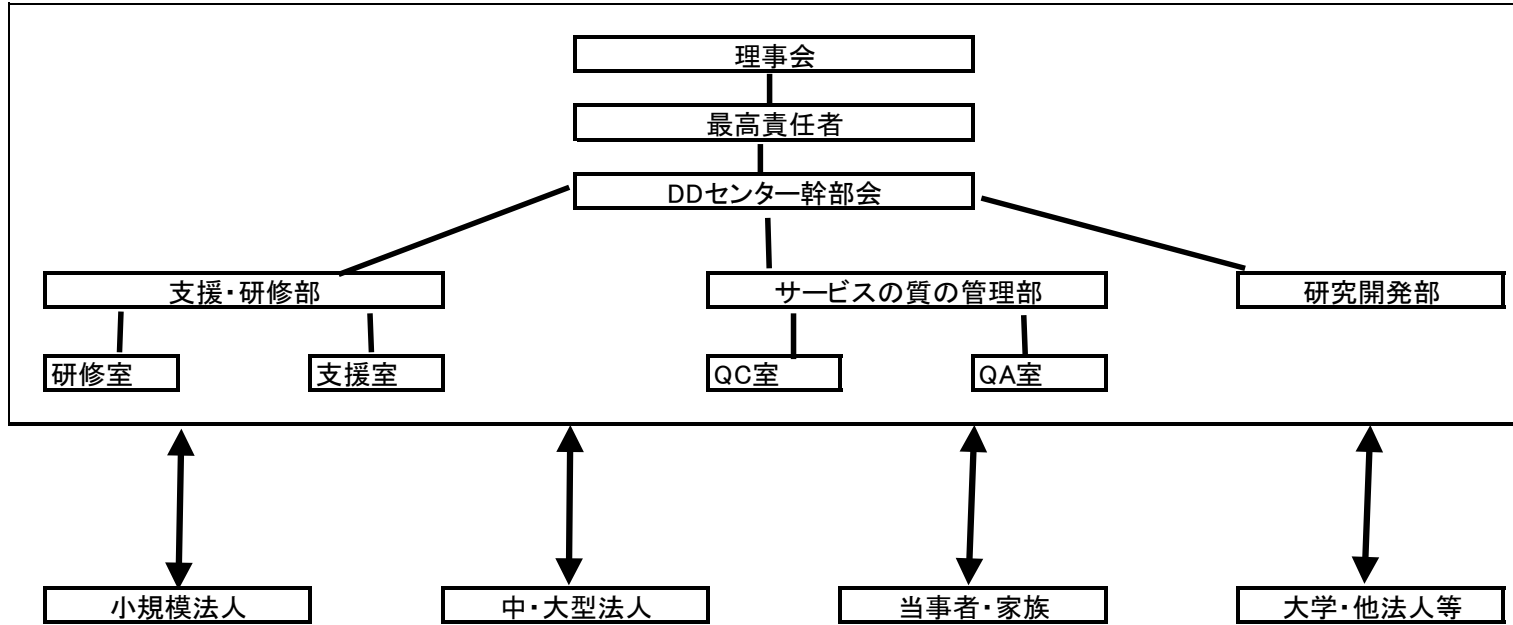 理事会
最高責任者
DDセンター幹部会
支援・研修部
サービスの質の管理部
研究開発部
研修室
支援室
QC室
QA室
小規模法人
中・大型法人
当事者・家族
大学・他法人等